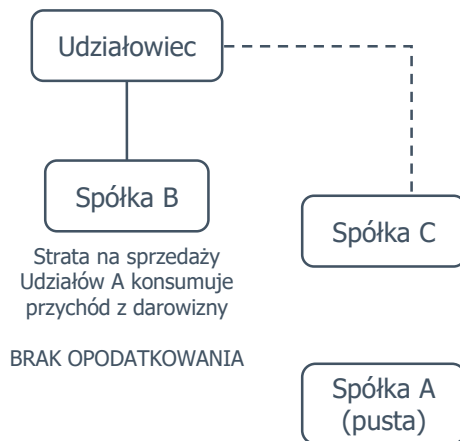 Udziałowiec
Spółka B
Strata na sprzedaży
Udziałów A konsumuje
przychód z darowizny
BRAK OPODATKOWANIA
Spółka C
Spółka A
(pusta)